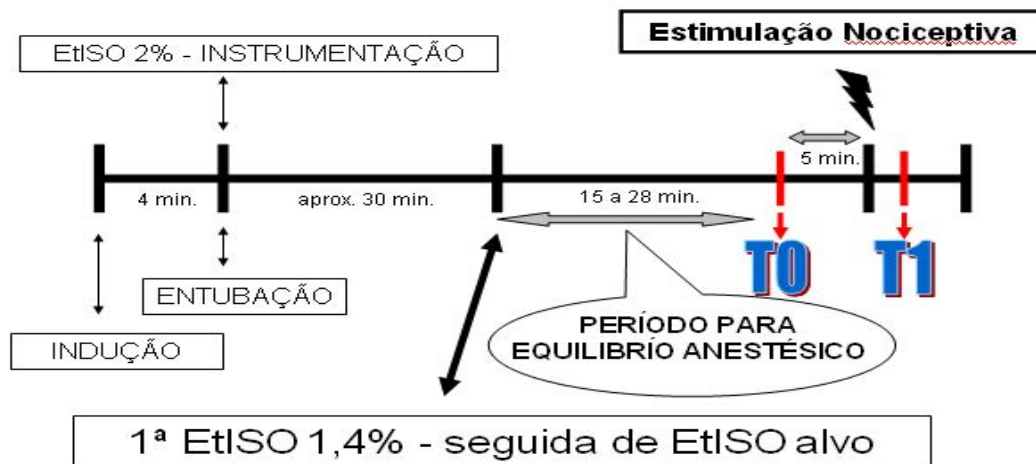 EtISO 2% - INSTRUMENTAÇÃO
Estimulação Nociceptiva
5 min.
4 min.
aprox. 30 min.
15 a 28 min.
T0
T1
ENTUBAÇÃO
INDUÇÃO
PERÍODO PARA
EQUILIBRÍO ANESTÉSICO
1ª EtISO 1,4% - seguida de EtISO alvo